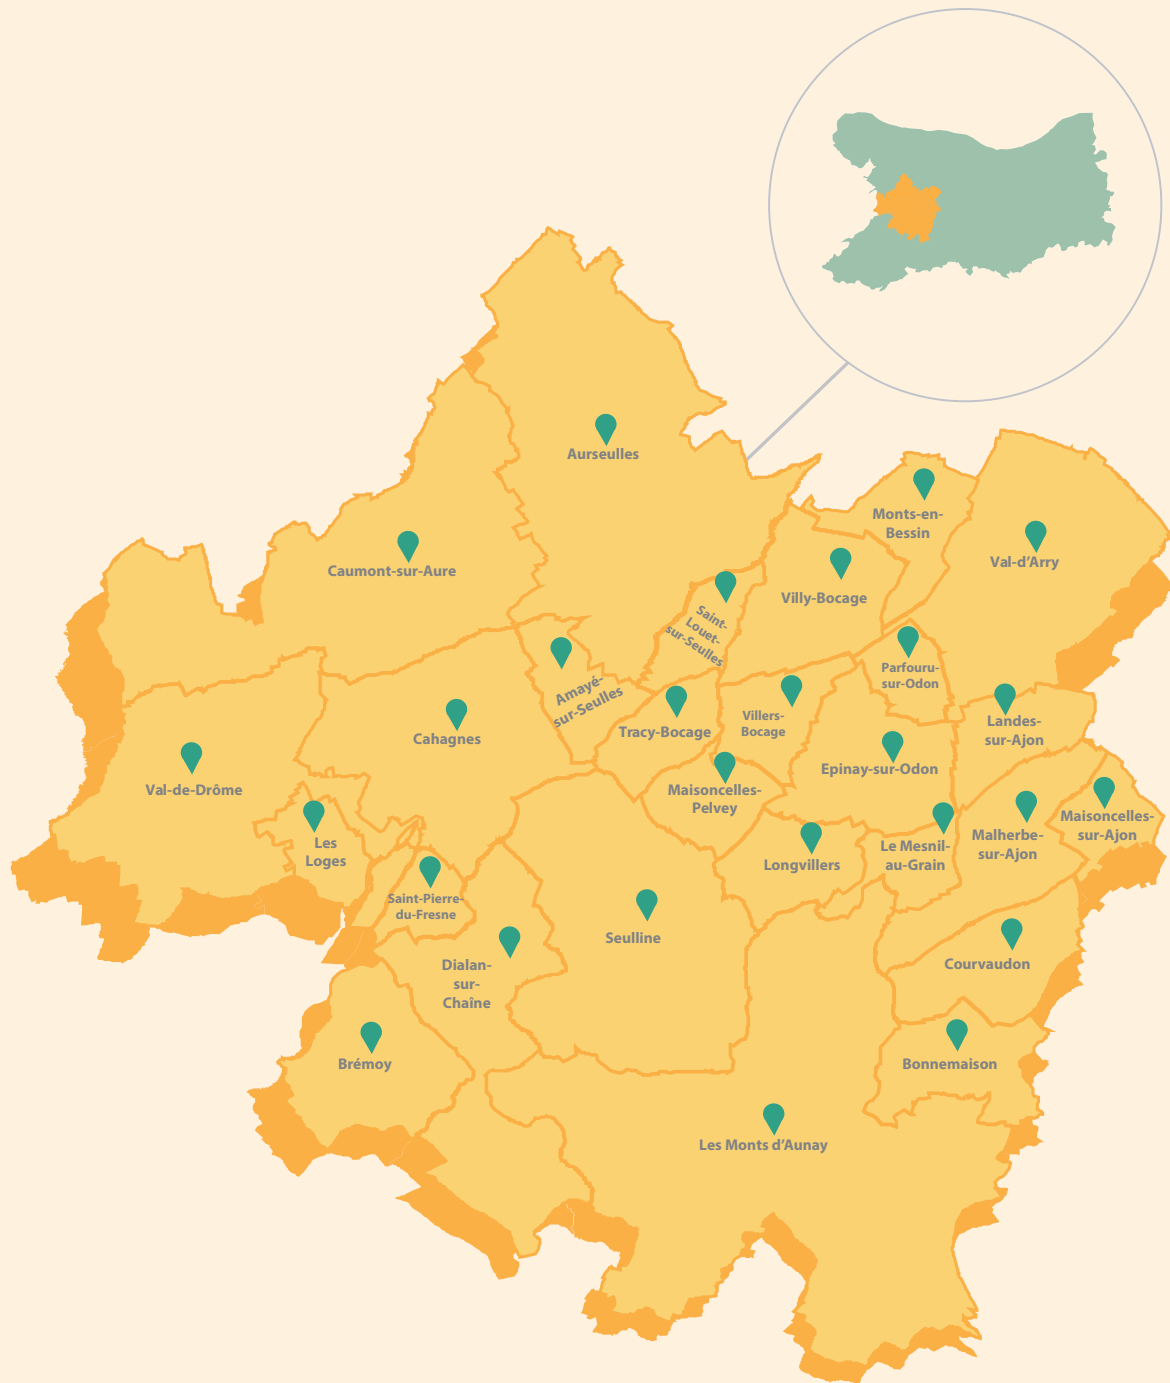 Aurseulles
Monts-en-
Bessin
Val-d’Arry
Caumont-sur-Aure
Villy-Bocage
Saint-
Louet-
sur-Seulles
Parfouru-
sur-Odon
Amayé-
sur-Seulles
Cahagnes
Tracy-Bocage
Villers-
Bocage
Landes-
sur-Ajon
Epinay-sur-Odon
Val-de-Drôme
Maisoncelles-
Pelvey
Maisoncelles-
sur-Ajon
Les
Loges
Longvillers
Le Mesnil-
au-Grain
Malherbe-
sur-Ajon
Saint-Pierre-
du-Fresne
Seulline
Dialan-
sur-
Chaîne
Courvaudon
Brémoy
Bonnemaison
Les Monts d’Aunay